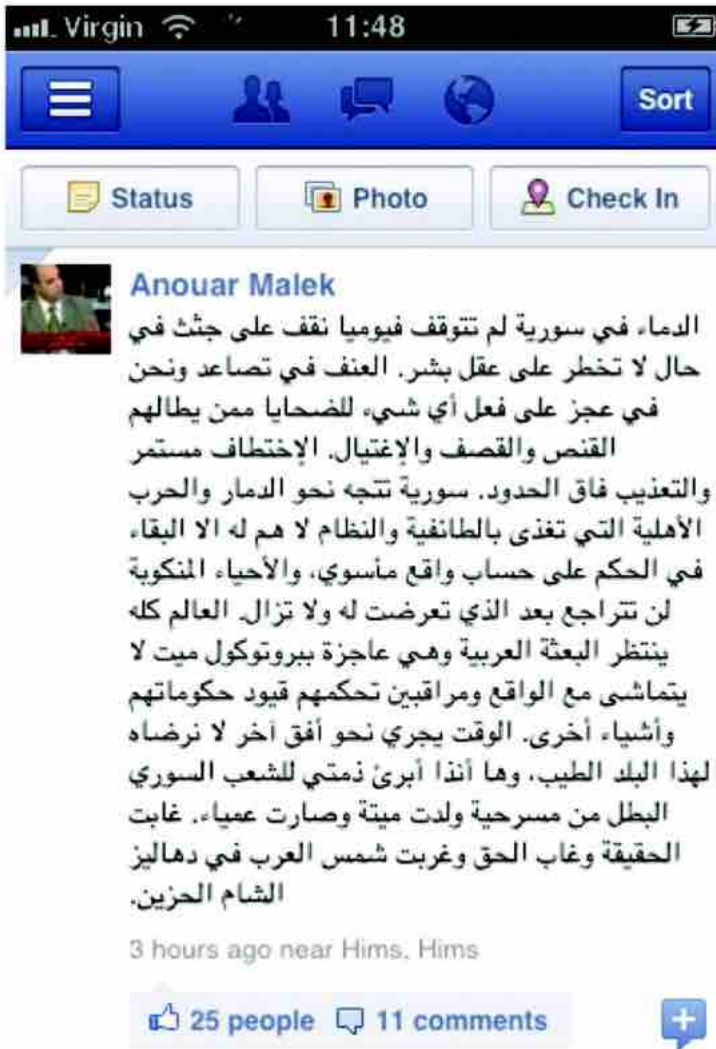 Virgin 11:48
Sort
Status Photo Check In
Anouar Malek
الدماء في سورية لم تتوقف فيوميا نقف على جثث في
حال لا تخطر على عقل بشر. العنف في تصاعد ونحن
في عجز على فعل أي شيء للضحايا ممن يطالهم
القنص والقصف والإغتيال. الإختطاف مستمر
والتعذيب فاق الحدود. سورية تتجه نحو الدمار والحرب
الأهلية التي تغذى بالطائفية والنظام لا هم له الا البقاء
في الحكم على حساب واقع مأسوي، والأحياء المنكوبة
لن تتراجع بعد الذي تعرضت له ولا تزال. العالم كله
ينتظر البعثة العربية وهي عاجزة ببروتوكول ميت لا
يتماشى مع الواقع ومراقبين تحكمهم قيود حكوماتهم
وأشياء أخرى. الوقت يجري نحو أفق آخر لا نرضاه
لهذا البلد الطيب، وها أنذا أبرئ ذمتي للشعب السوري
البطل من مسرحية ولدت ميتة وصارت عمياء. غابت
الحقيقة وغاب الحق وغربت شمس العرب في دهاليز
الشام الحزين.
3 hours ago near Hims, Hims
25 people 11 comments